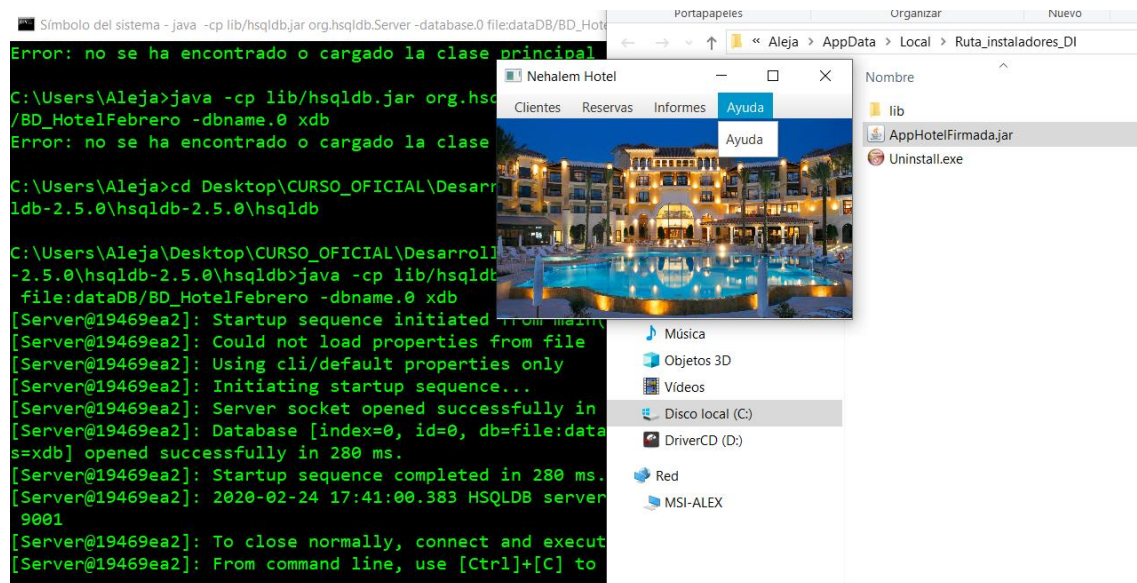 Símbolo del sistema - java -cp lib/hsqldb.jar org.hsqldb.Server -database.0 file:dataDB/BD_Hote
Error: no se ha encontrado o cargado la clase principal
C:\Users\Aleja>java -cp lib/hsqldb.jar org.hsq
/BD_HotelFebrero -dbname.0 xdb
Error: no se ha encontrado o cargado la clase
C:\Users\Aleja>cd Desktop\CURSO_OFICIAL\Desarr
ldb-2.5.0\hsqldb-2.5.0\hsqldb
C:\Users\Aleja\Desktop\CURSO_OFICIAL\Desarroll
-2.5.0\hsqldb-2.5.0\hsqldb>java -cp lib/hsqldb
file:dataDB/BD_HotelFebrero -dbname.0 xdb
[Server@19469ea2]: Startup sequence initiated from main(
[Server@19469ea2]: Could not load properties from file
[Server@19469ea2]: Using cli/default properties only
[Server@19469ea2]: Initiating startup sequence...
[Server@19469ea2]: Server socket opened successfully in
[Server@19469ea2]: Database [index=0, id=0, db=file:data
s=xdb] opened successfully in 280 ms.
[Server@19469ea2]: Startup sequence completed in 280 ms.
[Server@19469ea2]: 2020-02-24 17:41:00.383 HSQLDB server
9001
[Server@19469ea2]: To close normally, connect and execut
[Server@19469ea2]: From command line, use [Ctrl]+[C] to
Nehalem Hotel
Clientes Reservas Informes Ayuda
Ayuda
Portapapeles Organizar Nuevo
« Aleja > AppData > Local > Ruta_instaladores_DI
Nombre
lib
AppHotelFirmada.jar
Uninstall.exe
Música
Objetos 3D
Vídeos
Disco local (C:)
DriverCD (D:)
Red
MSI-ALEX